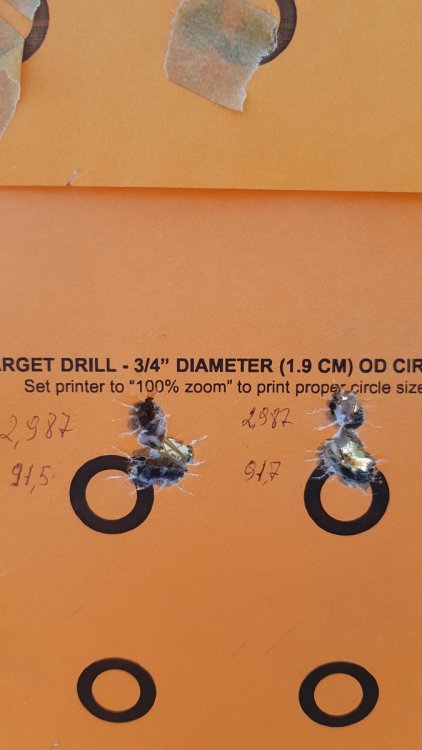 ARGET DRILL - 3/4” DIAMETER (1.9 CM) OD CIR
Set printer to “100% zoom” to print proper circle size
2,987 2,987
91,5 91,7